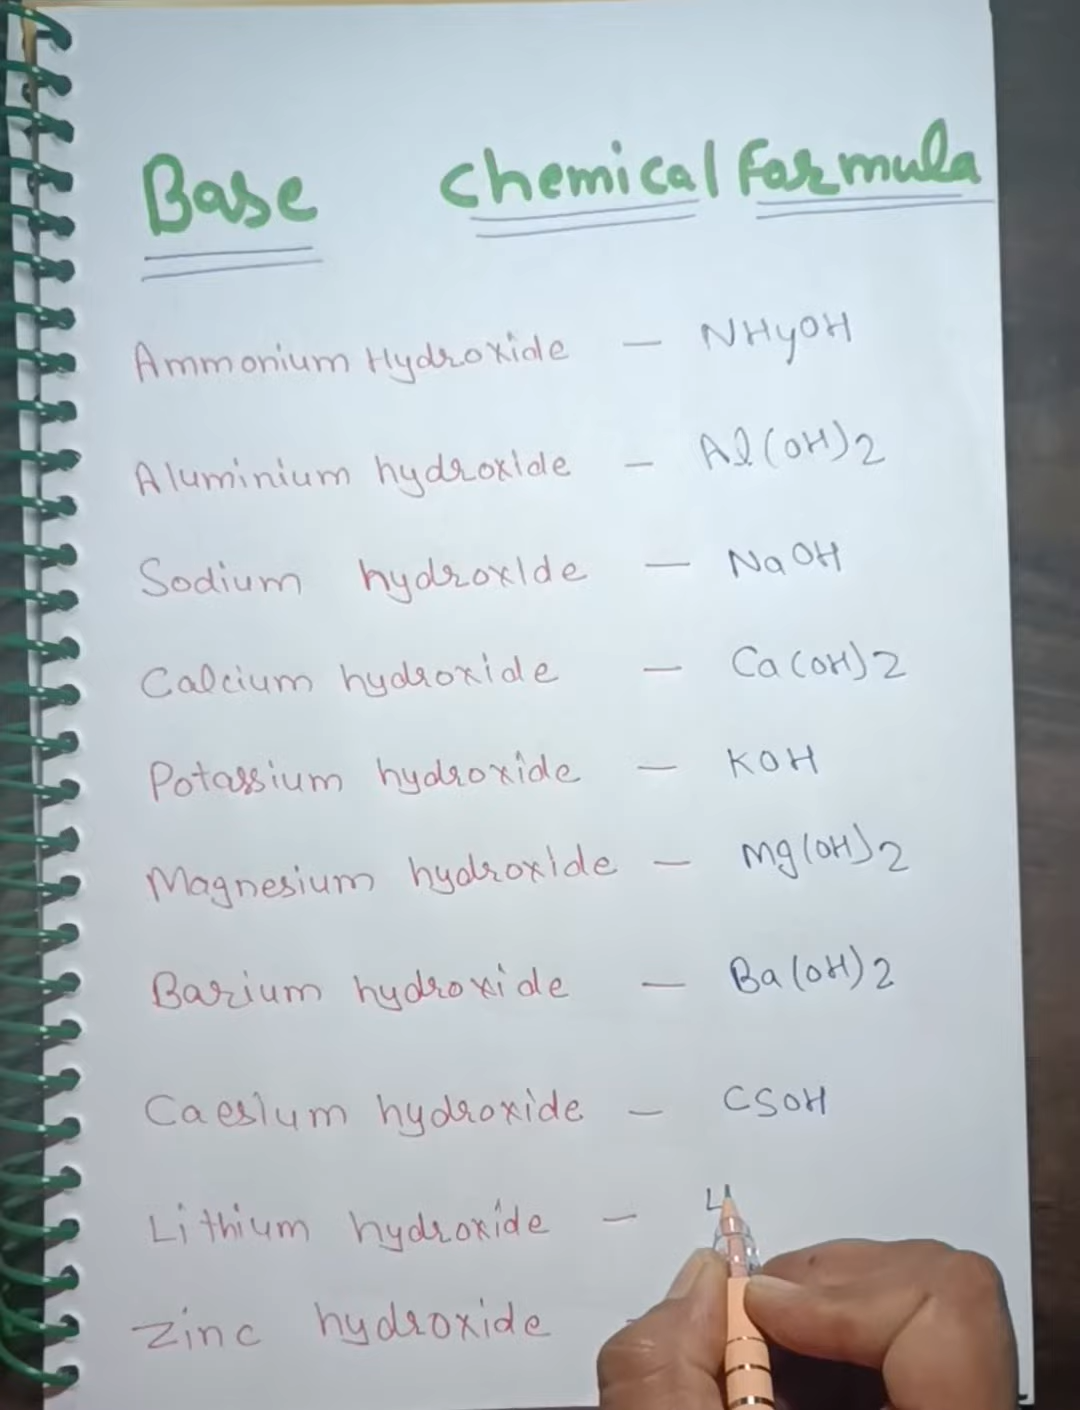 Base Chemical Formula
Ammonium Hydroxide — NHyOH
Aluminium hydroxide — Al(OH)2
Sodium hydroxide — NaOH
Calcium hydroxide — Ca(OH)2
Potassium hydroxide — KOH
Magnesium hydroxide — Mg(OH)2
Barium hydroxide — Ba(OH)2
Caesium hydroxide — CSOH
Lithium hydroxide — Li
Zinc hydroxide